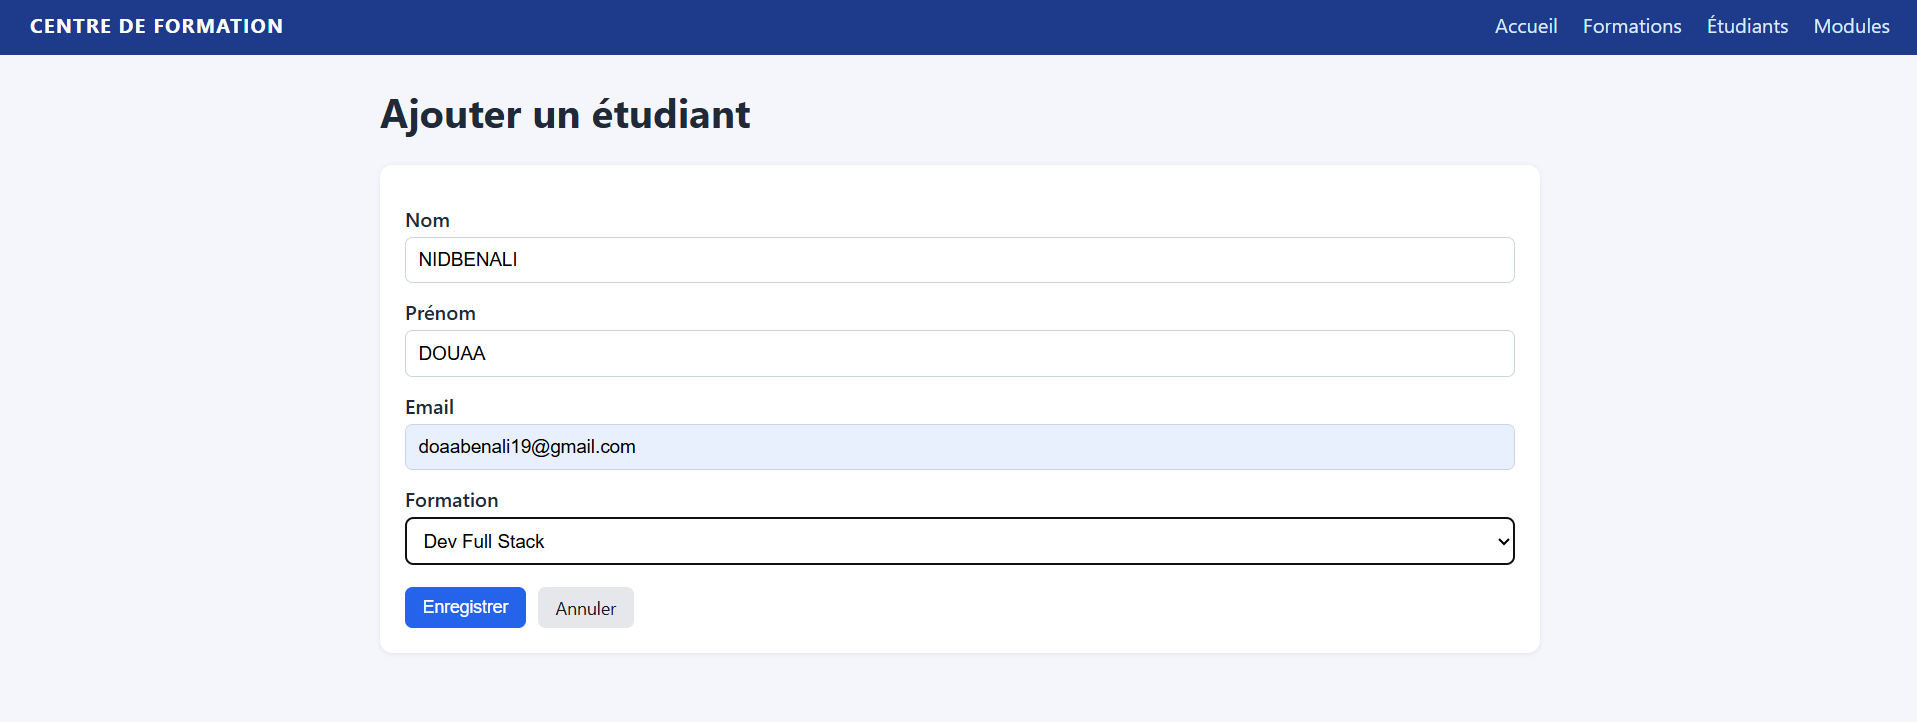 CENTRE DE FORMATION
Accueil Formations Étudiants Modules
Ajouter un étudiant
Nom
NIDBENALI
Prénom
DOUAA
Email
doaabenali19@gmail.com
Formation
Dev Full Stack
Enregistrer Annuler